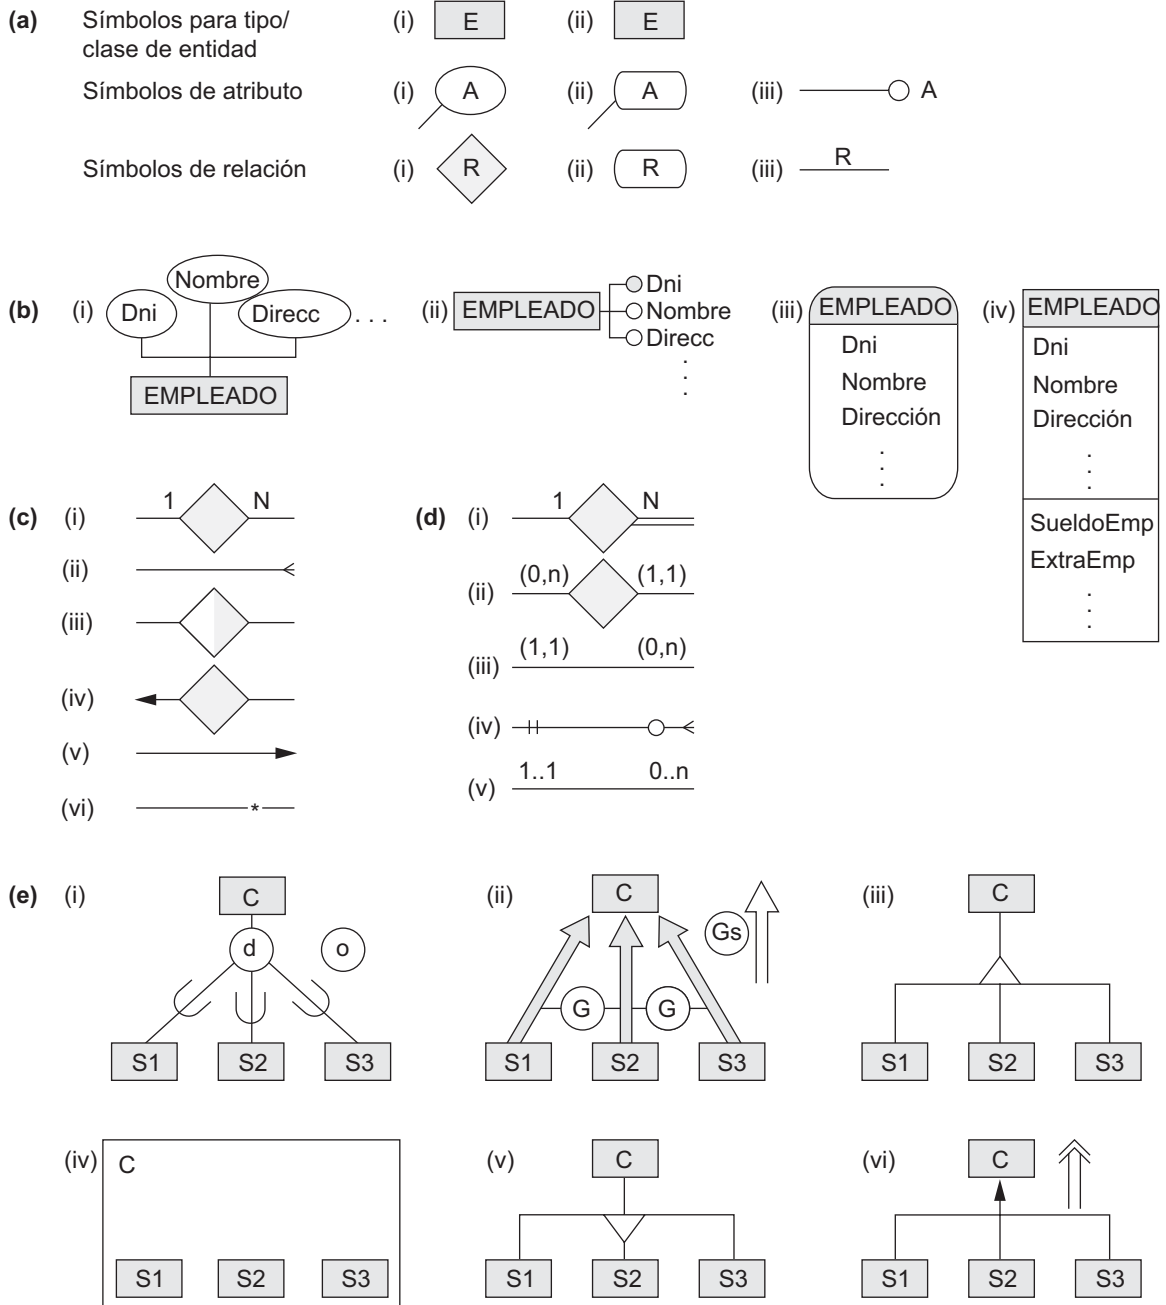 (a) Símbolos para tipo/ (i) E (ii) E
clase de entidad
Símbolos de atributo (i) A (ii) A (iii) A
Símbolos de relación (i) R (ii) R (iii) R
(b) (i) Dni Nombre Direcc . . .
EMPLEADO
(ii) EMPLEADO Dni
Nombre
Direcc
.
.
.
(iii) EMPLEADO
Dni
Nombre
Dirección
.
.
.
(iv) EMPLEADO
Dni
Nombre
Dirección
.
.
.
SueldoEmp
ExtraEmp
.
.
.
(c) (i) 1 N
(ii)
(iii)
(iv)
(v)
(vi) *
(d) (i) 1 N
(ii) (0,n) (1,1)
(iii) (1,1) (0,n)
(iv)
(v) 1..1 0..n
(e) (i) C
d o
S1 S2 S3
(ii) C
Gs
G G
S1 S2 S3
(iii) C
S1 S2 S3
(iv) C
S1 S2 S3
(v) C
S1 S2 S3
(vi) C
S1 S2 S3